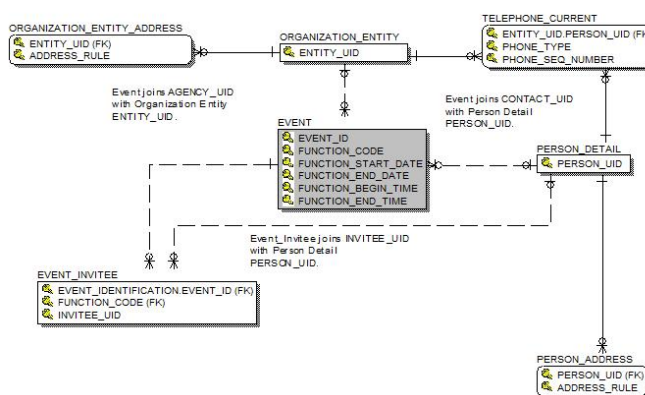 TELEPHONE_CURRENT
ENTITY_UID.PERSON_UID (FK
PHONE_TYPE
PHONE_SEQ_NUMBER
ORGANIZATION_ENTITY_ADDRESS
ENTITY_UID (FK)
ADDRESS_RULE
ORGANIZATION_ENTITY
ENTITY_UID
Event joins AGENCY_UID
with Organization Entity
ENTITY_UID.
Event joins CONTACT_UID
with Person Detail
PERSON_UID.
EVENT
EVENT_ID
FUNCTION_CODE
FUNCTION_START_DATE
FUNCTION_END_DATE
FUNCTION_BEGIN_TIME
FUNCTION_END_TIME
PERSON_DETAIL
PERSON_UID
Event_Invitee joins INVITEE_UID
with Person Detail
PERSON_UID.
EVENT_INVITEE
EVENT_IDENTIFICATION.EVENT_ID (FK)
FUNCTION_CODE (FK)
INVITEE_UID
PERSON_ADDRESS
PERSON_UID (FK)
ADDRESS_RULE